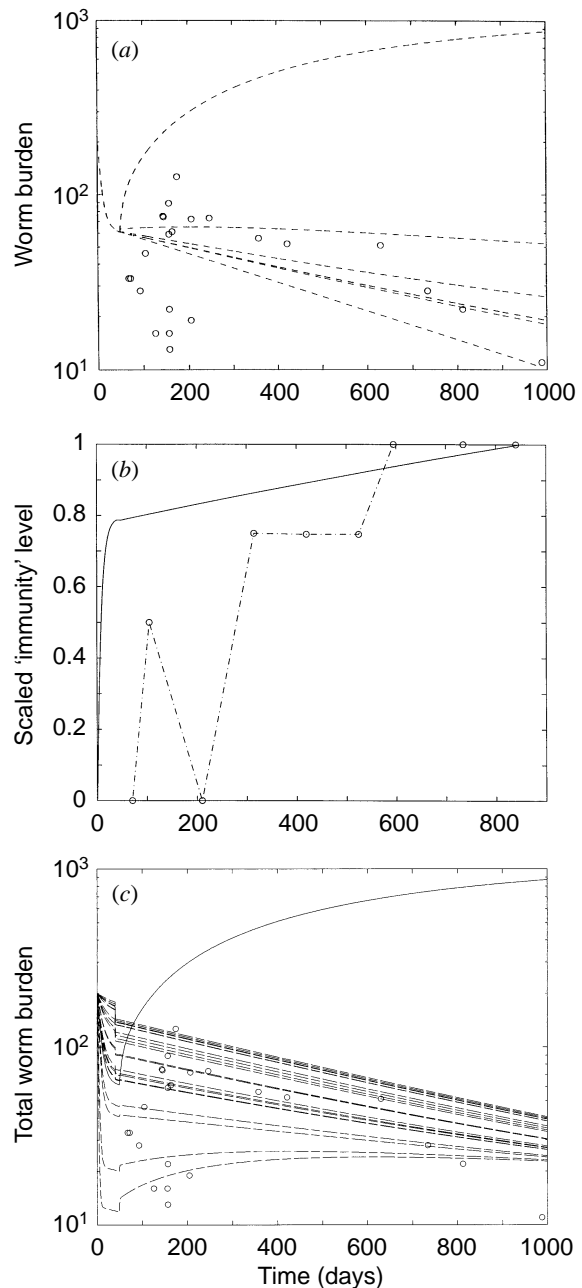 10³
(a)
Worm burden
10²
10¹
0 200 400 600 800 1000
1
(b)
0.8
Scaled 'immunity' level
0.6
0.4
0.2
0
0 200 400 600 800
10³
(c)
Total worm burden
10²
10¹
0 200 400 600 800 1000
Time (days)